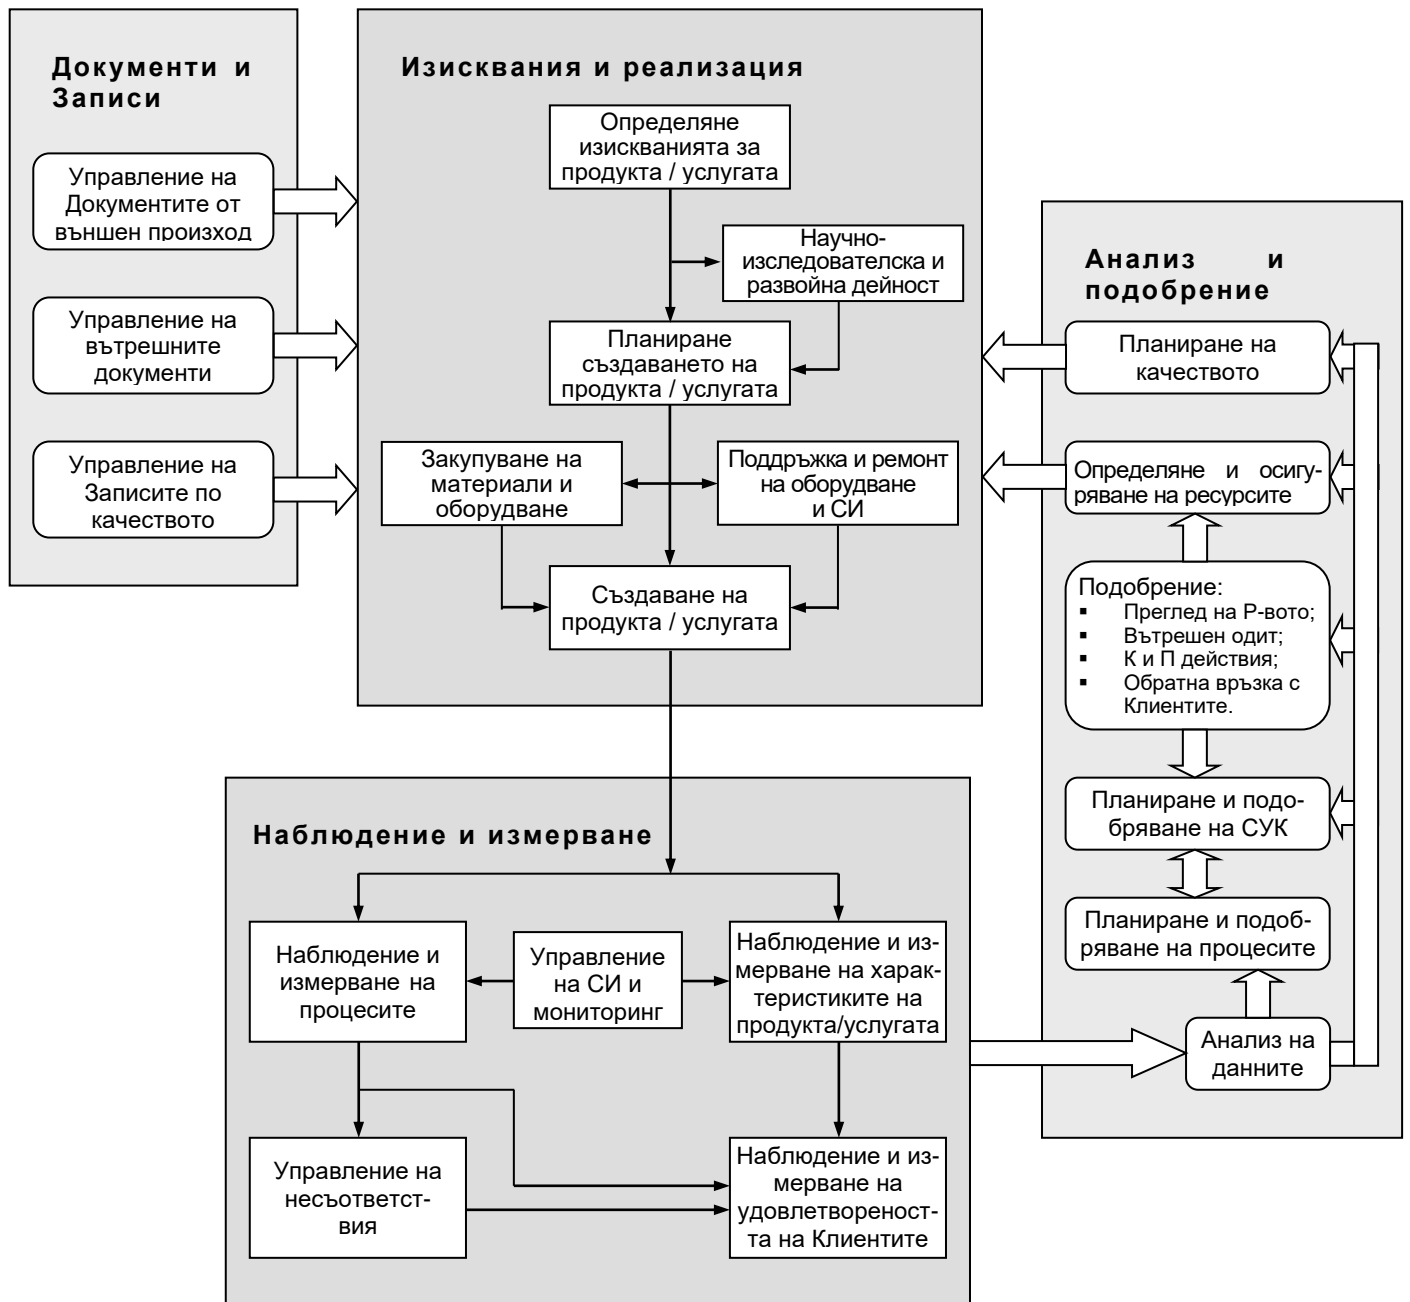 Документи и
Записи
Управление на
Документите от
външен произход
Управление на
вътрешните
документи
Управление на
Записите по
качеството
Изисквания и реализация
Определяне
изискванията за
продукта / услугата
Научно-
изследователска и
развойна дейност
Планиране
създаването на
продукта / услугата
Закупуване на
материали и
оборудване
Поддръжка и ремонт
на оборудване
и СИ
Създаване на
продукта / услугата
Анализ и
подобрение
Планиране на
качеството
Определяне и осигу-
ряване на ресурсите
Подобрение:
▪ Преглед на Р-вото;
▪ Вътрешен одит;
▪ К и П действия;
▪ Обратна връзка с
Клиентите.
Планиране и подо-
бряване на СУК
Планиране и подоб-
ряване на процесите
Анализ на
данните
Наблюдение и измерване
Наблюдение и
измерване на
процесите
Управление
на СИ и
мониторинг
Наблюдение и из-
мерване на харак-
теристиките на
продукта/услугата
Управление на
несъответст-
вия
Наблюдение и из-
мерване на
удовлетвореност-
та на Клиентите